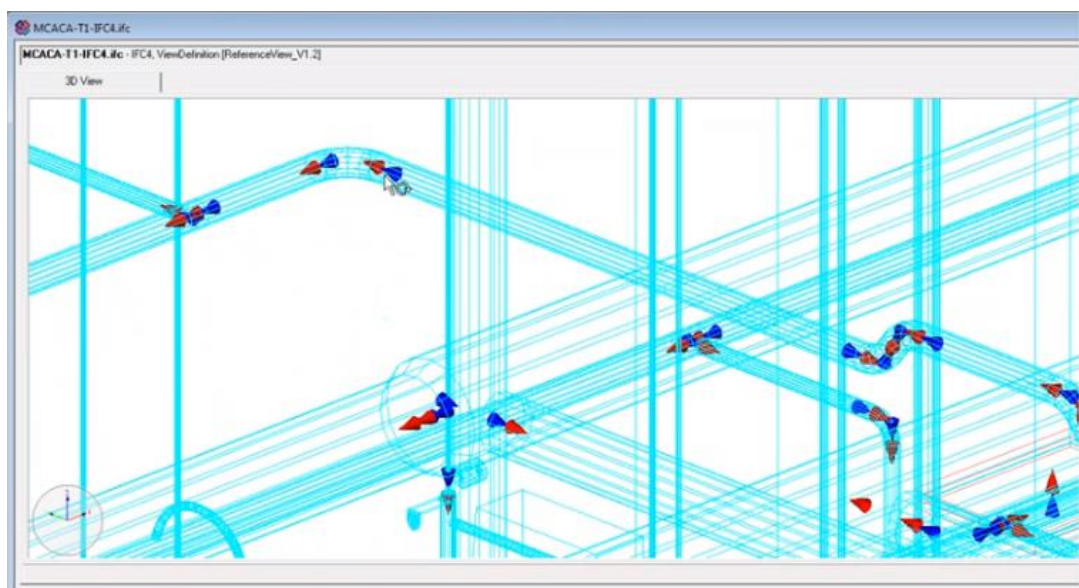 MCACA-T1-IFC4.ifc
MCACA-T1-IFC4.ifc - IFC4, ViewDefinition [ReferenceView_V1.2]
3D View